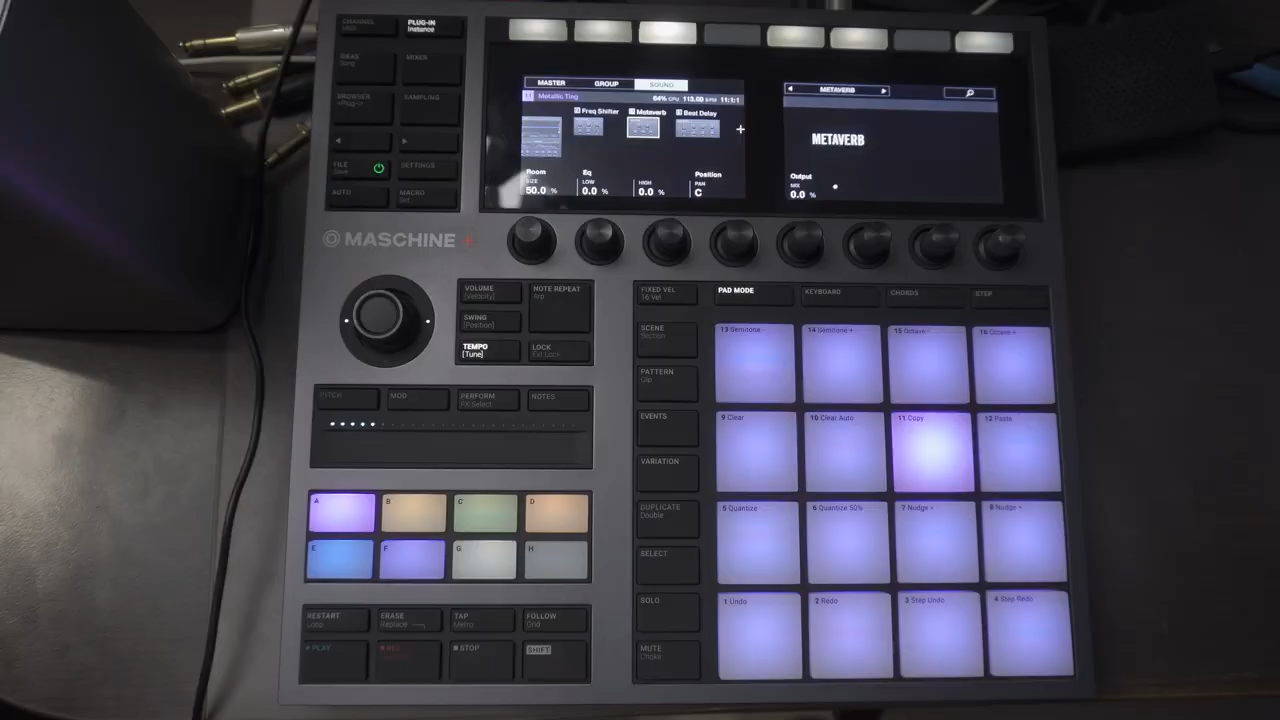 CHANNEL
MIDI
PLUG-IN
Instance
IDEAS
Song
MIXER
BROWSER
+Plug-in
SAMPLING
FILE
Save
SETTINGS
AUTO
MACRO
Set
MASTER GROUP SOUND
11 Metallic Ting 64% CPU 113.00 BPM 11:1:1
Freq Shifter Metaverb Beat Delay
+
Room Eq Position
SIZE LOW HIGH PAN
50.0 % 0.0 % 0.0 % C
METAVERB
METAVERB
Output
MIX
0.0 %
MASCHINE +
VOLUME
[Velocity]
NOTE REPEAT
Arp
SWING
[Position]
TEMPO
[Tune]
LOCK
Ext Lock
FIXED VEL
16 Vel
PAD MODE
KEYBOARD
CHORDS
STEP
SCENE
Section
PATTERN
Clip
EVENTS
VARIATION
DUPLICATE
Double
SELECT
SOLO
MUTE
Choke
PITCH
MOD
PERFORM
FX Select
NOTES
A B C D
E F G H
RESTART
Loop
ERASE
Replace
TAP
Metro
FOLLOW
Grid
PLAY
REC
STOP
SHIFT
13 Semitone - 14 Semitone + 15 Octave - 16 Octave +
9 Clear 10 Clear Auto 11 Copy 12 Paste
5 Quantize 6 Quantize 50% 7 Nudge - 8 Nudge +
1 Undo 2 Redo 3 Step Undo 4 Step Redo